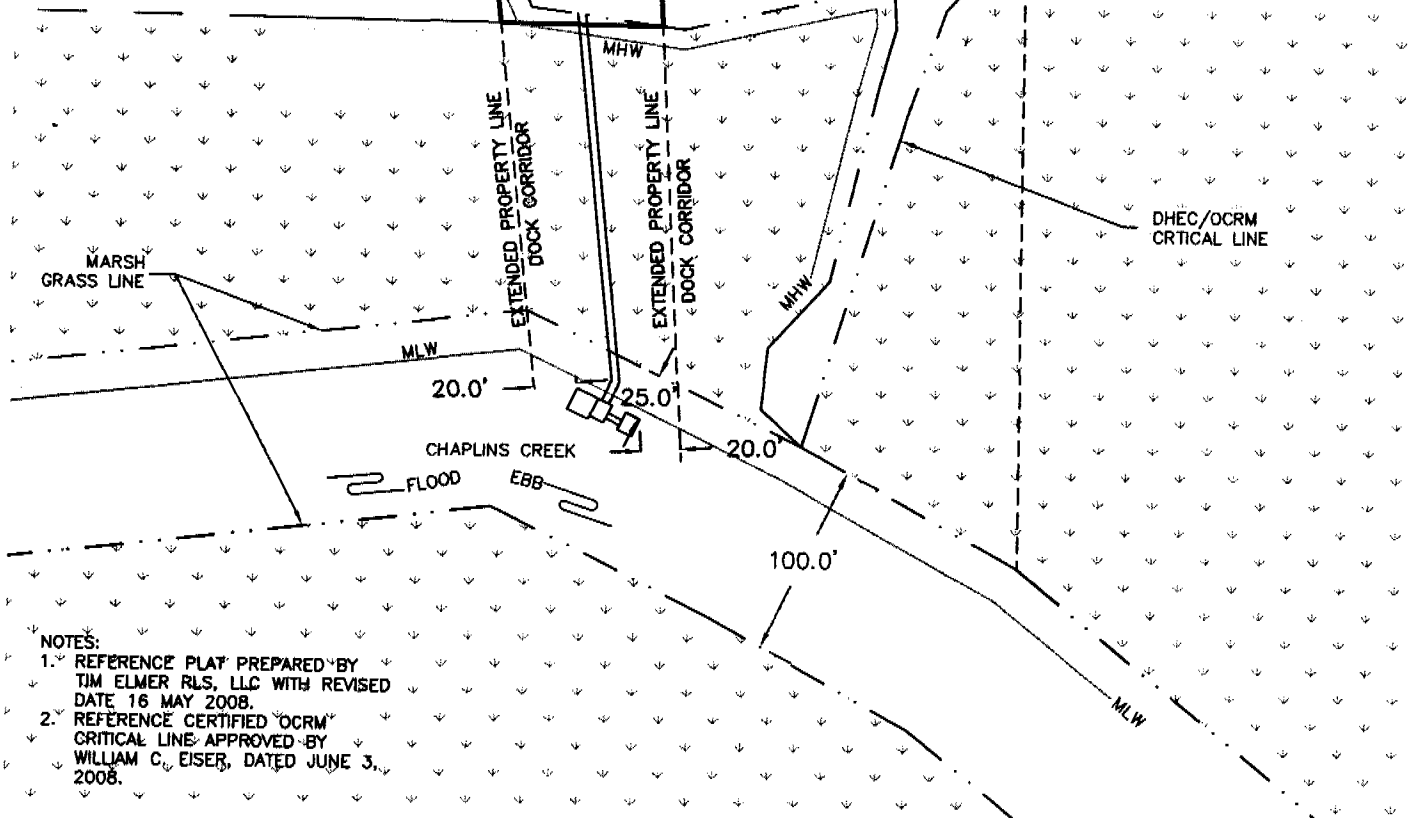 MHW
EXTENDED PROPERTY LINE
DOCK CORRIDOR
EXTENDED PROPERTY LINE
DOCK CORRIDOR
DHEC/OCRM
CRTICAL LINE
MARSH
GRASS LINE
MHW
MLW
20.0'
25.0'
CHAPLINS CREEK
20.0'
FLOOD
EBB
100.0'
NOTES:
1. REFERENCE PLAT PREPARED BY
TIM ELMER RLS, LLC WITH REVISED
DATE 16 MAY 2008.
2. REFERENCE CERTIFIED OCRM
CRITICAL LINE APPROVED BY
WILLIAM C. EISER, DATED JUNE 3,
2008.
MLW